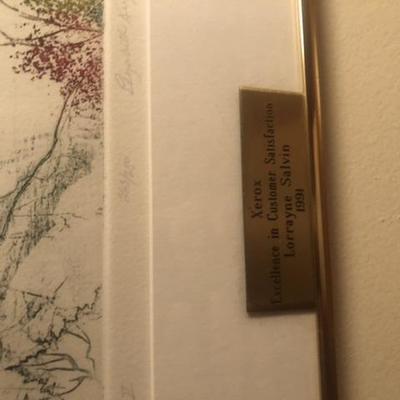 Xerox
Excellence in Customer Satisfaction
Lorrayne Salvin
1991